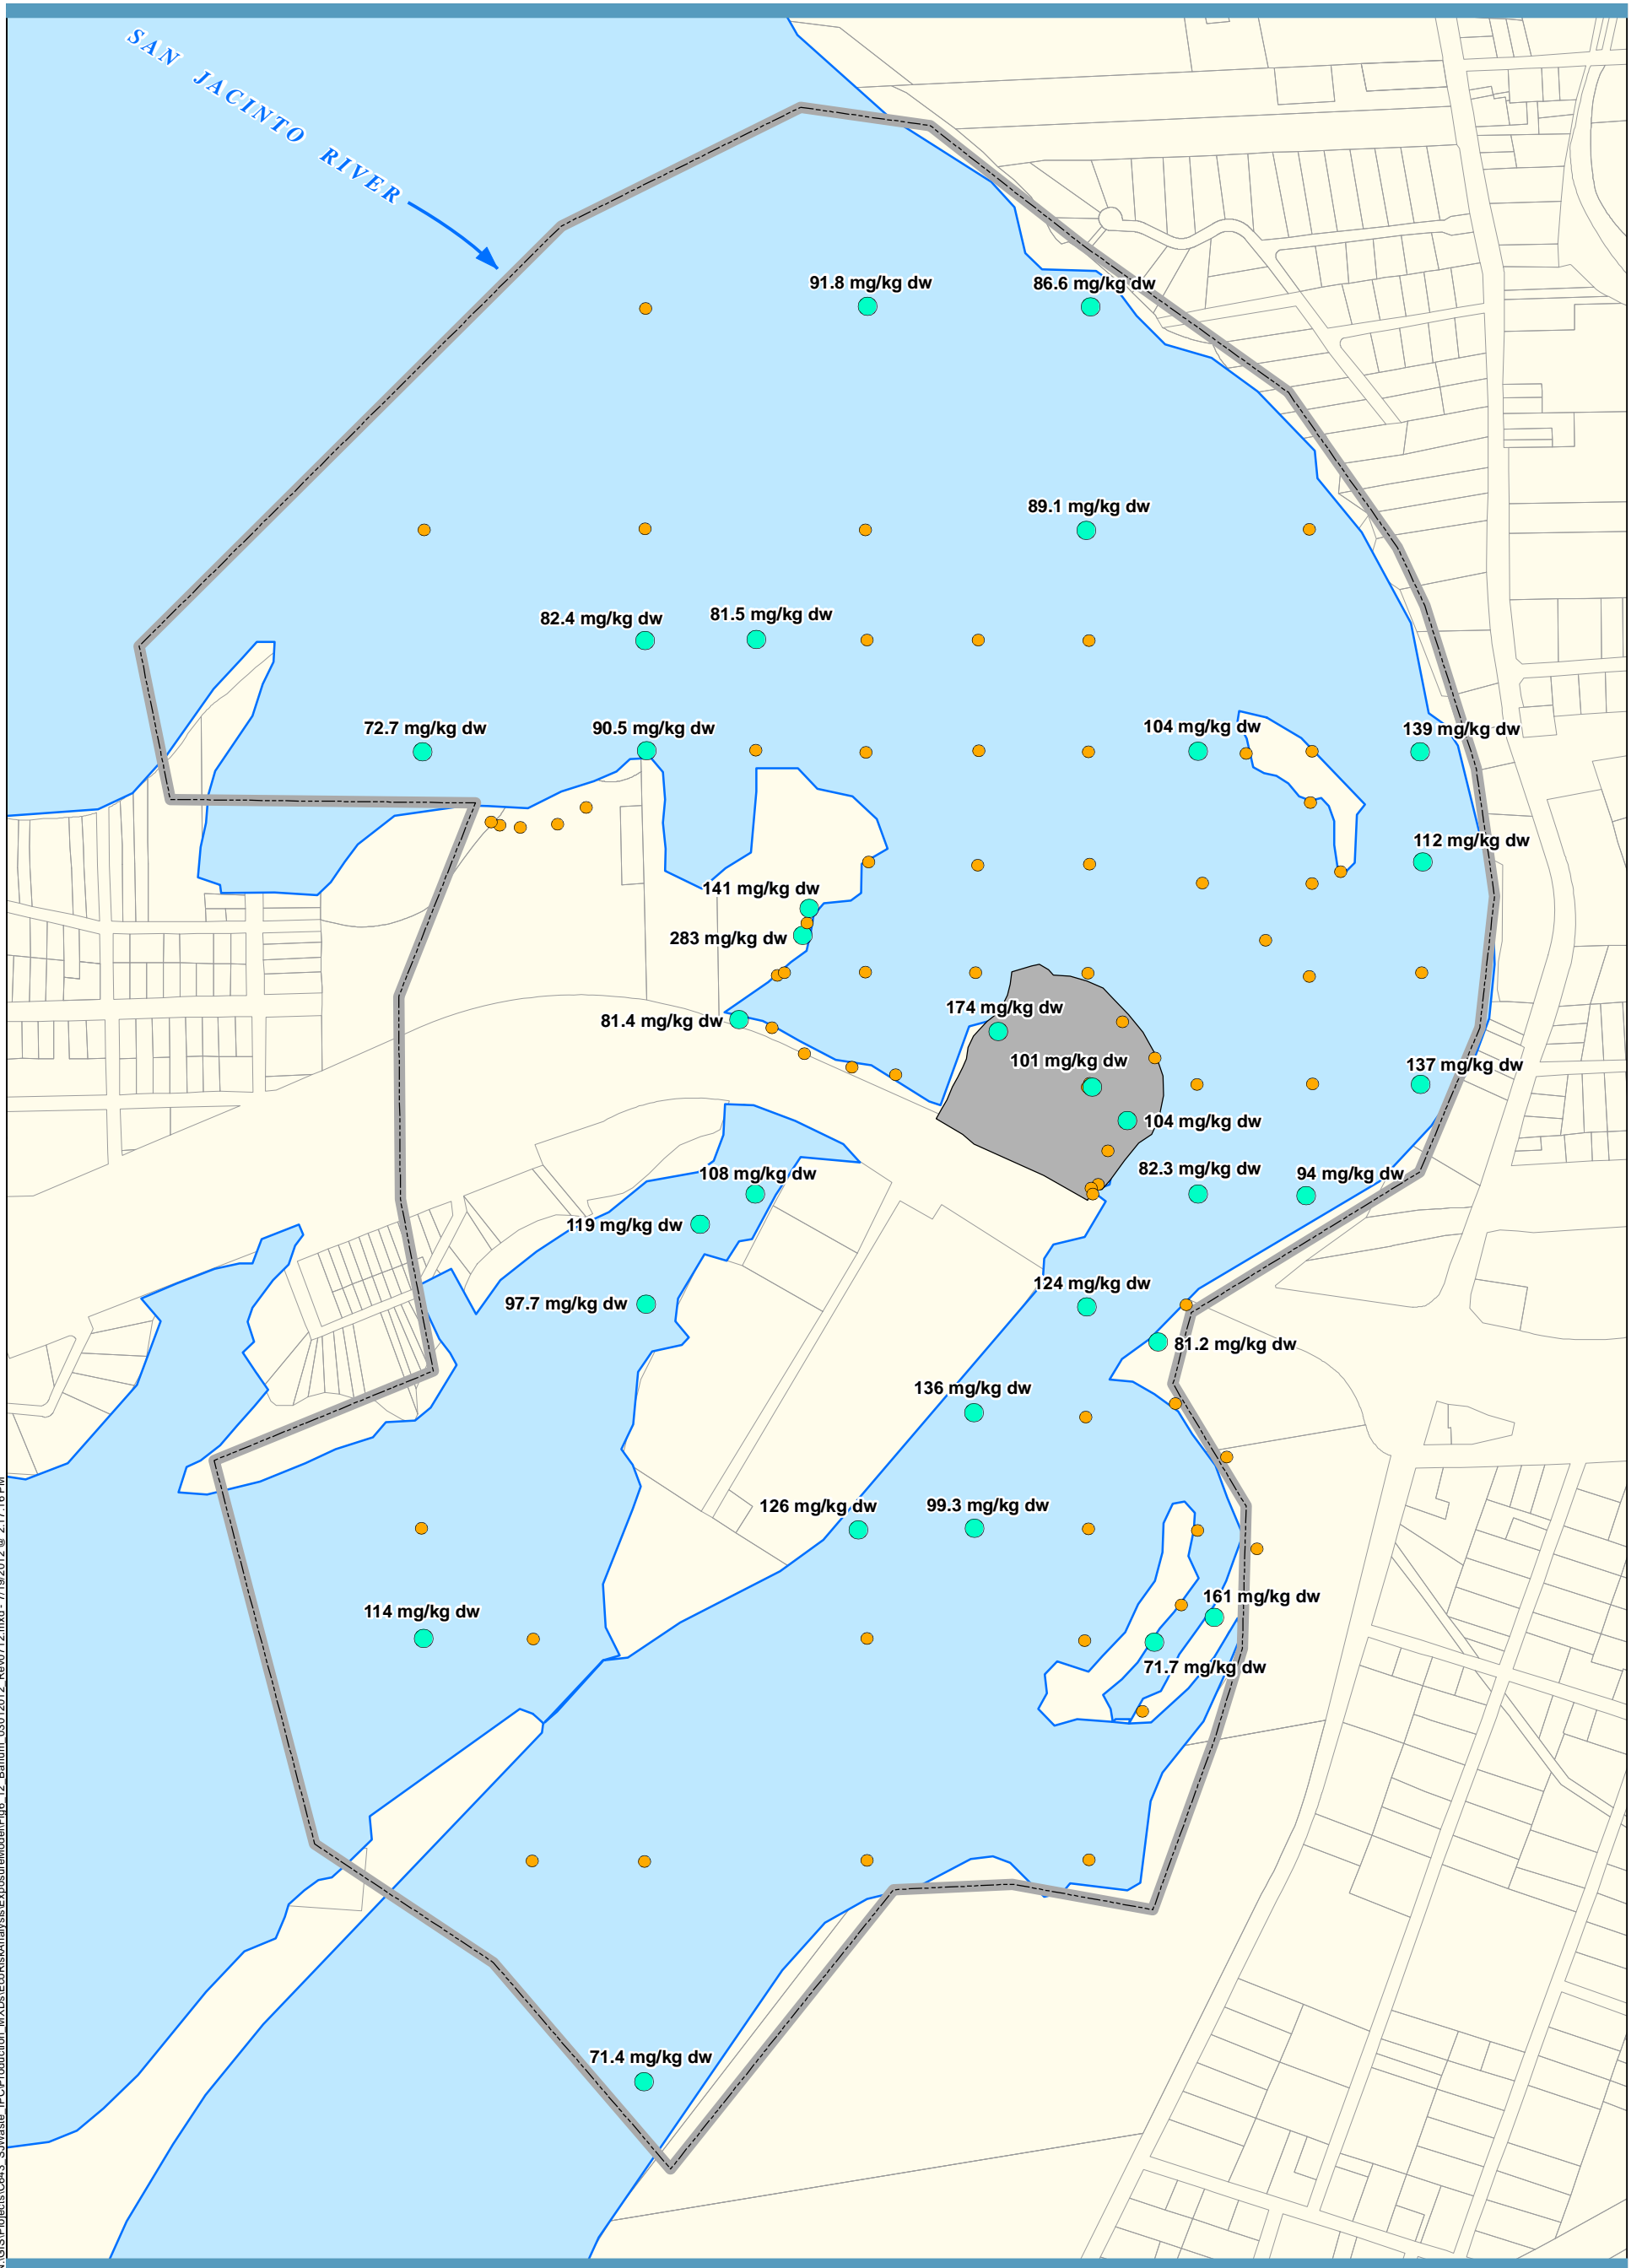 SAN JACINTO RIVER
91.8 mg/kg dw
86.6 mg/kg dw
89.1 mg/kg dw
82.4 mg/kg dw
81.5 mg/kg dw
72.7 mg/kg dw
90.5 mg/kg dw
104 mg/kg dw
139 mg/kg dw
112 mg/kg dw
141 mg/kg dw
283 mg/kg dw
174 mg/kg dw
81.4 mg/kg dw
101 mg/kg dw
137 mg/kg dw
104 mg/kg dw
108 mg/kg dw
82.3 mg/kg dw
94 mg/kg dw
119 mg/kg dw
97.7 mg/kg dw
124 mg/kg dw
81.2 mg/kg dw
136 mg/kg dw
126 mg/kg dw
99.3 mg/kg dw
114 mg/kg dw
161 mg/kg dw
71.7 mg/kg dw
71.4 mg/kg dw